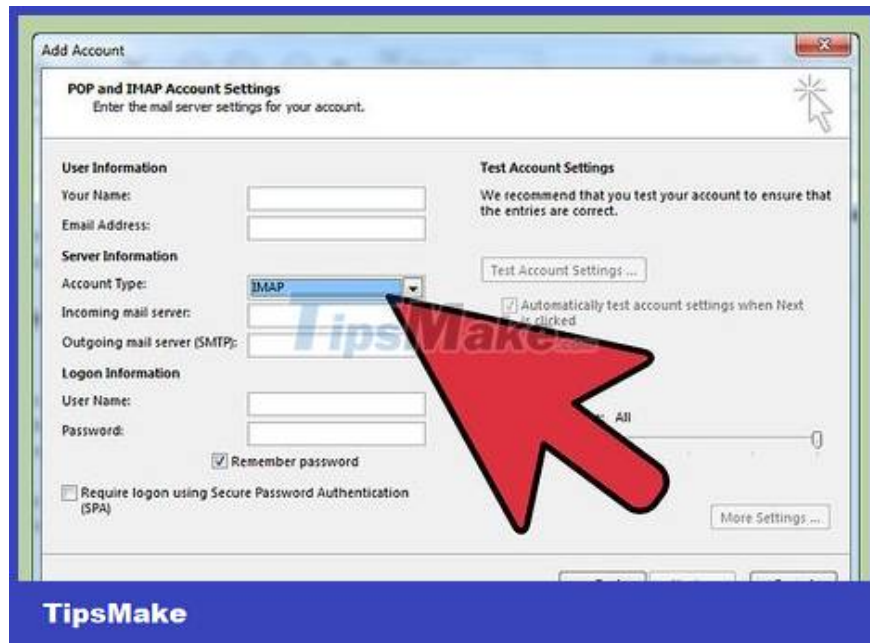 Add Account
POP and IMAP Account Settings
Enter the mail server settings for your account.
User Information
Your Name:
Email Address:
Server Information
Account Type:
IMAP
Incoming mail server:
Outgoing mail server (SMTP):
Logon Information
User Name:
Password:
Remember password
Require logon using Secure Password Authentication
(SPA)
Test Account Settings
We recommend that you test your account to ensure that
the entries are correct.
Test Account Settings ...
Automatically test account settings when Next
is clicked
All
More Settings ...
TipsMake
TipsMake